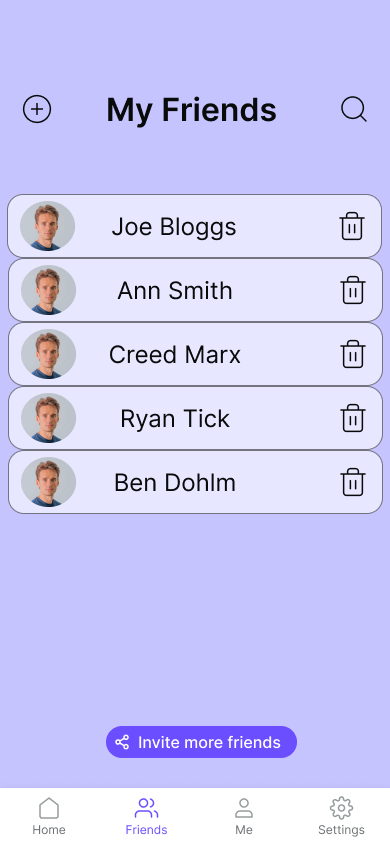 My Friends
Joe Bloggs
Ann Smith
Creed Marx
Ryan Tick
Ben Dohlm
Invite more friends
Home Friends Me Settings